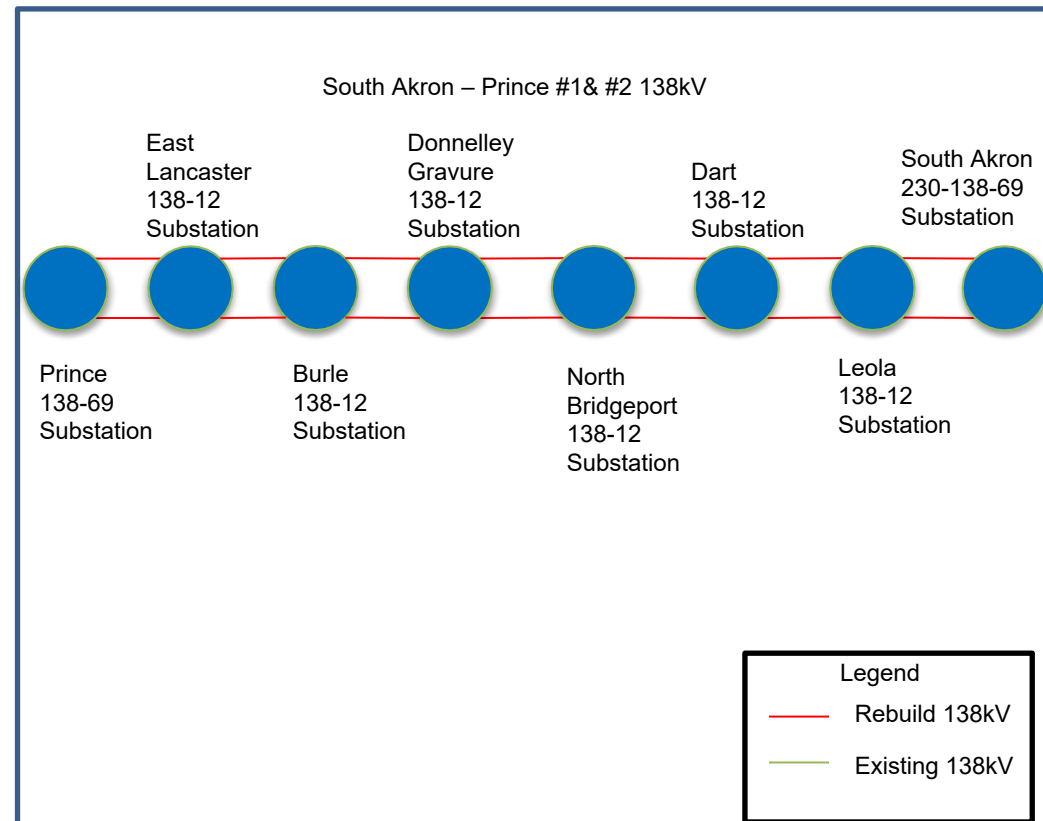 South Akron – Prince #1& #2 138kV
East
Lancaster
138-12
Substation
Donnelley
Gravure
138-12
Substation
Dart
138-12
Substation
South Akron
230-138-69
Substation
Prince
138-69
Substation
Burle
138-12
Substation
North
Bridgeport
138-12
Substation
Leola
138-12
Substation
Legend
Rebuild 138kV
Existing 138kV